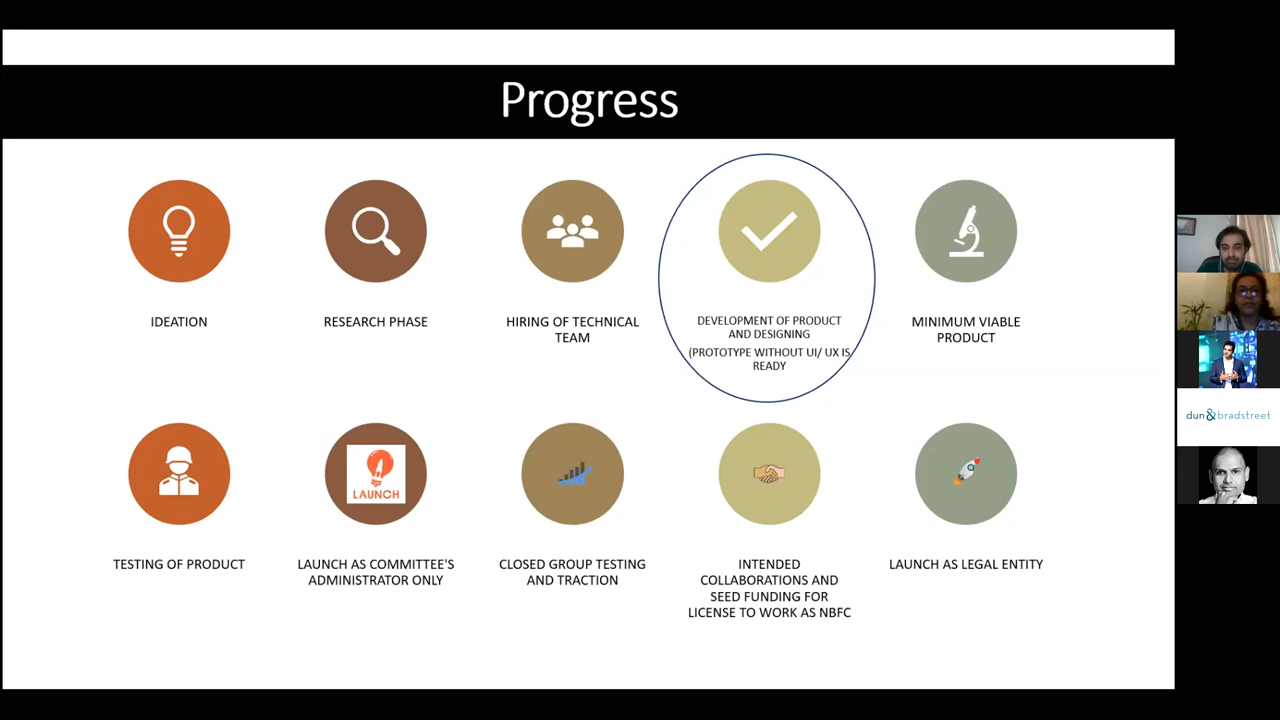 Progress
IDEATION
RESEARCH PHASE
HIRING OF TECHNICAL
TEAM
DEVELOPMENT OF PRODUCT
AND DESIGNING
(PROTOTYPE WITHOUT UI/ UX IS
READY
MINIMUM VIABLE
PRODUCT
TESTING OF PRODUCT
LAUNCH
LAUNCH AS COMMITTEE'S
ADMINISTRATOR ONLY
CLOSED GROUP TESTING
AND TRACTION
INTENDED
COLLABORATIONS AND
SEED FUNDING FOR
LICENSE TO WORK AS NBFC
LAUNCH AS LEGAL ENTITY
dun&bradstreet